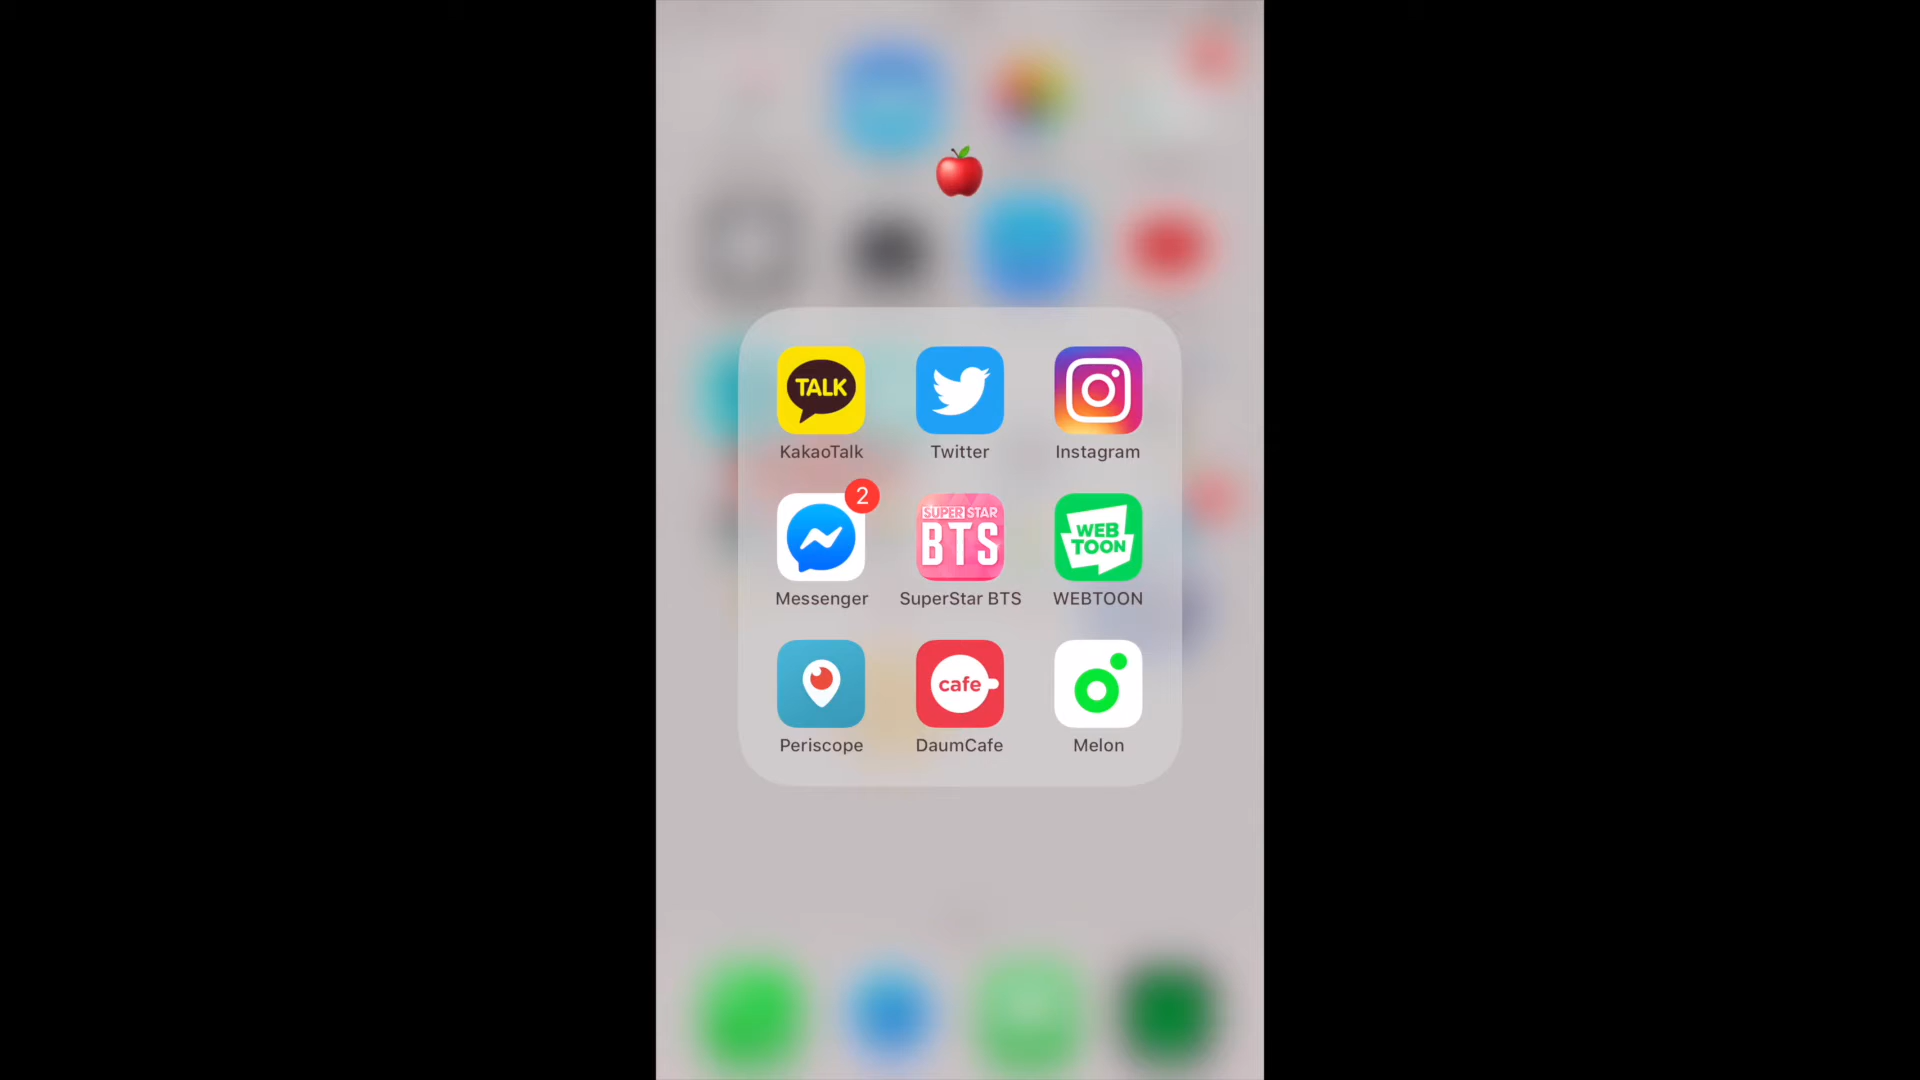 TALK
KakaoTalk
Twitter
Instagram
2
SUPER STAR
BTS
WEB
TOON
Messenger
SuperStar BTS
WEBTOON
cafe
Periscope
DaumCafe
Melon